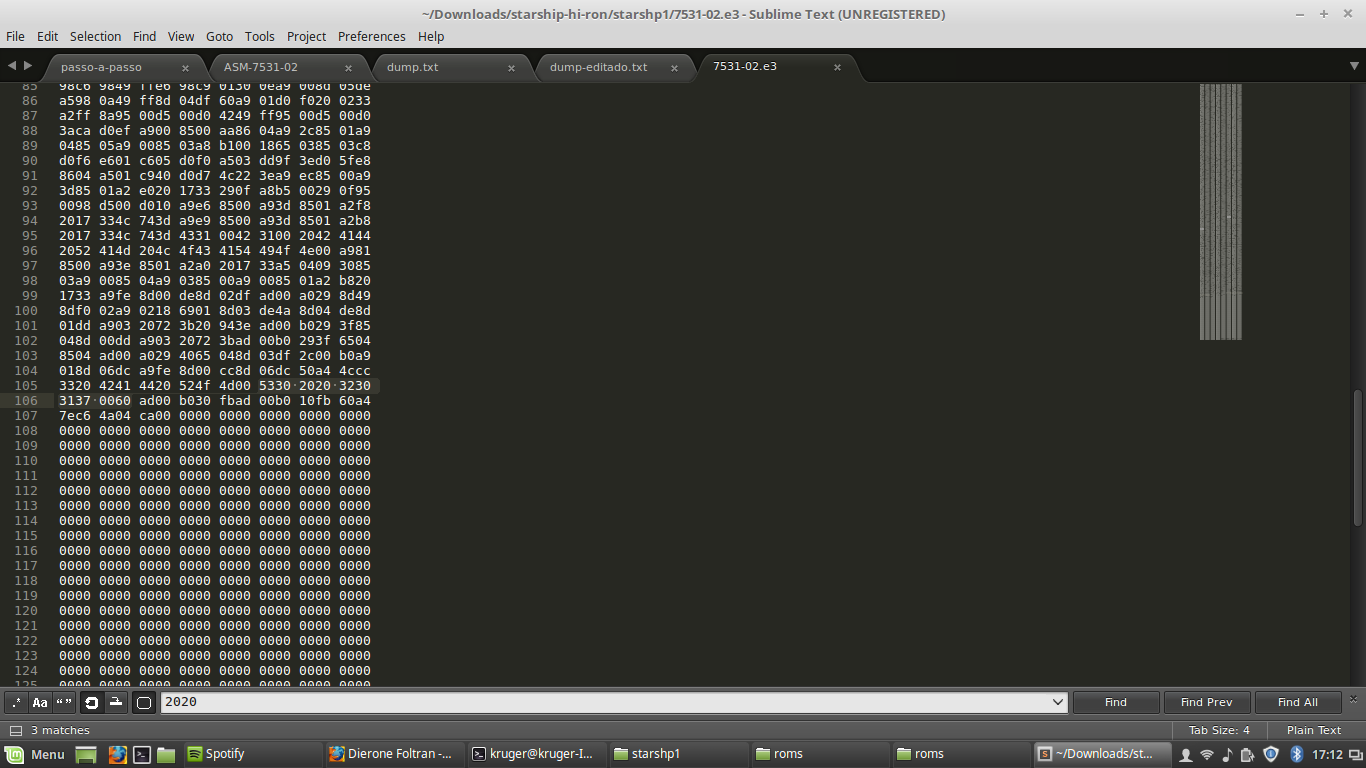 ~/Downloads/starship-hi-ron/starshp1/7531-02.e3 - Sublime Text (UNREGISTERED)
File Edit Selection Find View Goto Tools Project Preferences Help
passo-a-passo ASM-7531-02 dump.txt dump-editado.txt 7531-02.e3
85 98c6 9849 ffe6 98c9 0130 0ea9 008d 05de
86 a598 0a49 ff8d 04df 60a9 01d0 f020 0233
87 a2ff 8a95 00d5 00d0 4249 ff95 00d5 00d0
88 3aca d0ef a900 8500 aa86 04a9 2c85 01a9
89 0485 05a9 0085 03a8 b100 1865 0385 03c8
90 d0f6 e601 c605 d0f0 a503 dd9f 3ed0 5fe8
91 8604 a501 c940 d0d7 4c22 3ea9 ec85 00a9
92 3d85 01a2 e020 1733 290f a8b5 0029 0f95
93 0098 d500 d010 a9e6 8500 a93d 8501 a2f8
94 2017 334c 743d a9e9 8500 a93d 8501 a2b8
95 2017 334c 743d 4331 0042 3100 2042 4144
96 2052 414d 204c 4f43 4154 494f 4e00 a981
97 8500 a93e 8501 a2a0 2017 33a5 0409 3085
98 03a9 0085 04a9 0385 00a9 0085 01a2 b820
99 1733 a9fe 8d00 de8d 02df ad00 a029 8d49
100 8df0 02a9 0218 6901 8d03 de4a 8d04 de8d
101 01dd a903 2072 3b20 943e ad00 b029 3f85
102 048d 00dd a903 2072 3bad 00b0 293f 6504
103 8504 ad00 a029 4065 048d 03df 2c00 b0a9
104 018d 06dc a9fe 8d00 cc8d 06dc 50a4 4ccc
105 3320 4241 4420 524f 4d00 5330 2020 3230
106 3137 0060 ad00 b030 fbad 00b0 10fb 60a4
107 7ec6 4a04 ca00 0000 0000 0000 0000 0000
108 0000 0000 0000 0000 0000 0000 0000 0000
109 0000 0000 0000 0000 0000 0000 0000 0000
110 0000 0000 0000 0000 0000 0000 0000 0000
111 0000 0000 0000 0000 0000 0000 0000 0000
112 0000 0000 0000 0000 0000 0000 0000 0000
113 0000 0000 0000 0000 0000 0000 0000 0000
114 0000 0000 0000 0000 0000 0000 0000 0000
115 0000 0000 0000 0000 0000 0000 0000 0000
116 0000 0000 0000 0000 0000 0000 0000 0000
117 0000 0000 0000 0000 0000 0000 0000 0000
118 0000 0000 0000 0000 0000 0000 0000 0000
119 0000 0000 0000 0000 0000 0000 0000 0000
120 0000 0000 0000 0000 0000 0000 0000 0000
121 0000 0000 0000 0000 0000 0000 0000 0000
122 0000 0000 0000 0000 0000 0000 0000 0000
123 0000 0000 0000 0000 0000 0000 0000 0000
124 0000 0000 0000 0000 0000 0000 0000 0000
125 0000 0000 0000 0000 0000 0000 0000 0000
.* Aa “” 2020 Find Find Prev Find All
3 matches Tab Size: 4 Plain Text
Menu Spotify Dierone Foltran -... kruger@kruger-I... starshp1 roms roms ~/Downloads/st... 17:12